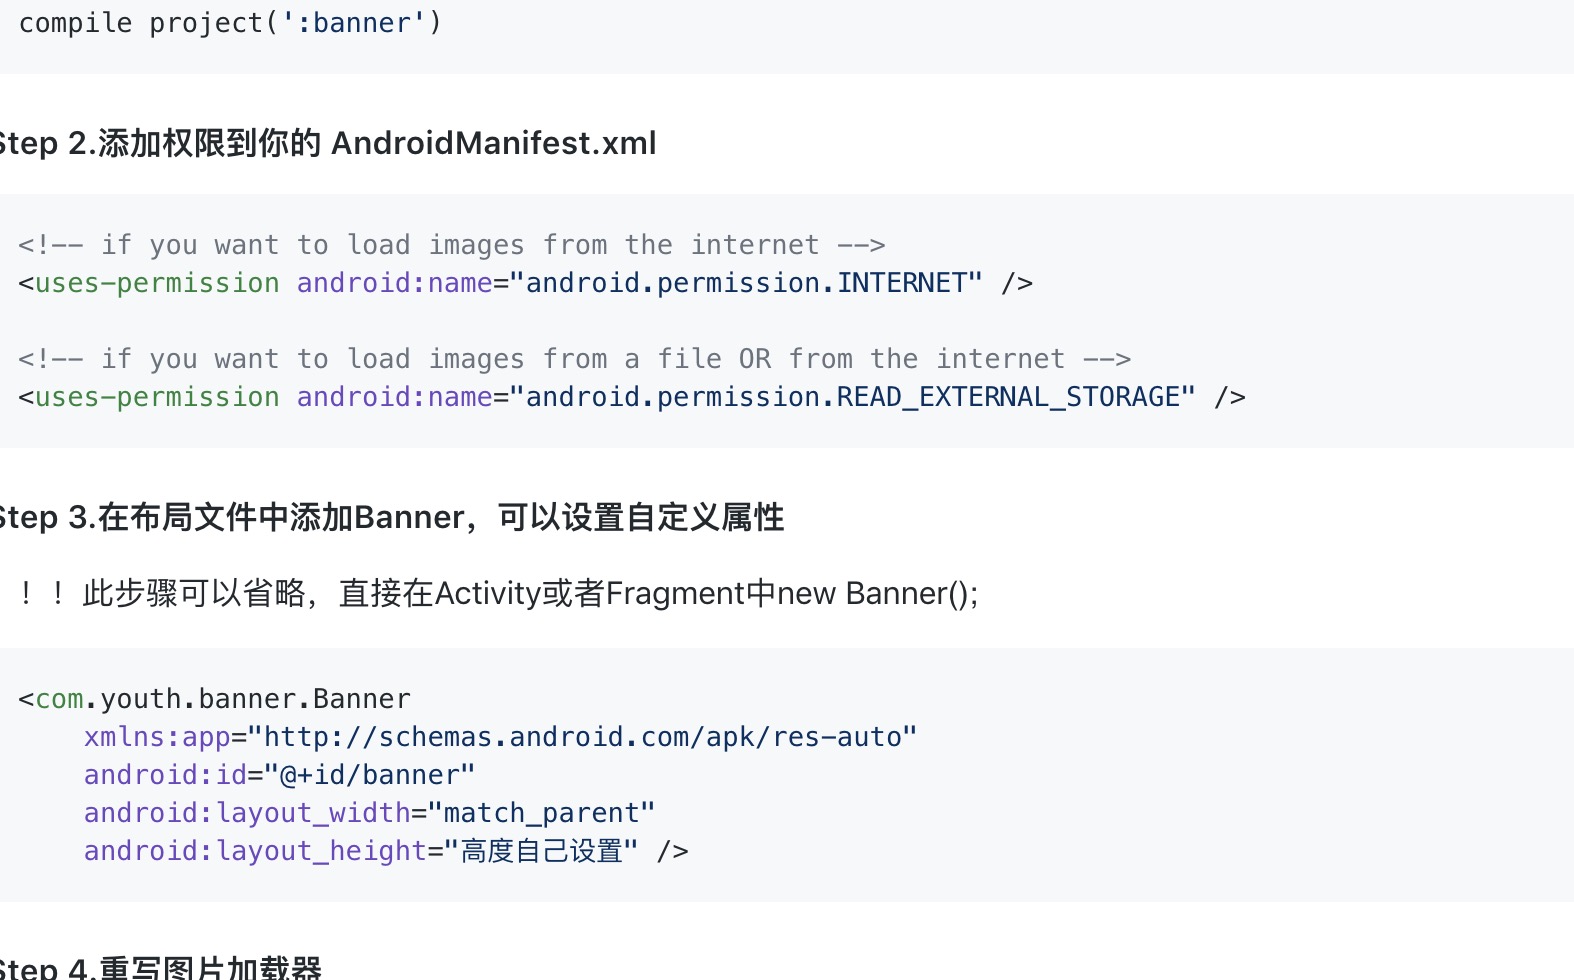 compile project(':banner')
Step 2.添加权限到你的 AndroidManifest.xml
<!-- if you want to load images from the internet -->
<uses-permission android:name="android.permission.INTERNET" />
<!-- if you want to load images from a file OR from the internet -->
<uses-permission android:name="android.permission.READ_EXTERNAL_STORAGE" />
Step 3.在布局文件中添加Banner，可以设置自定义属性
！！此步骤可以省略，直接在Activity或者Fragment中new Banner();
<com.youth.banner.Banner
    xmlns:app="http://schemas.android.com/apk/res-auto"
    android:id="@+id/banner"
    android:layout_width="match_parent"
    android:layout_height="高度自己设置" />
Step 4.重写图片加载器